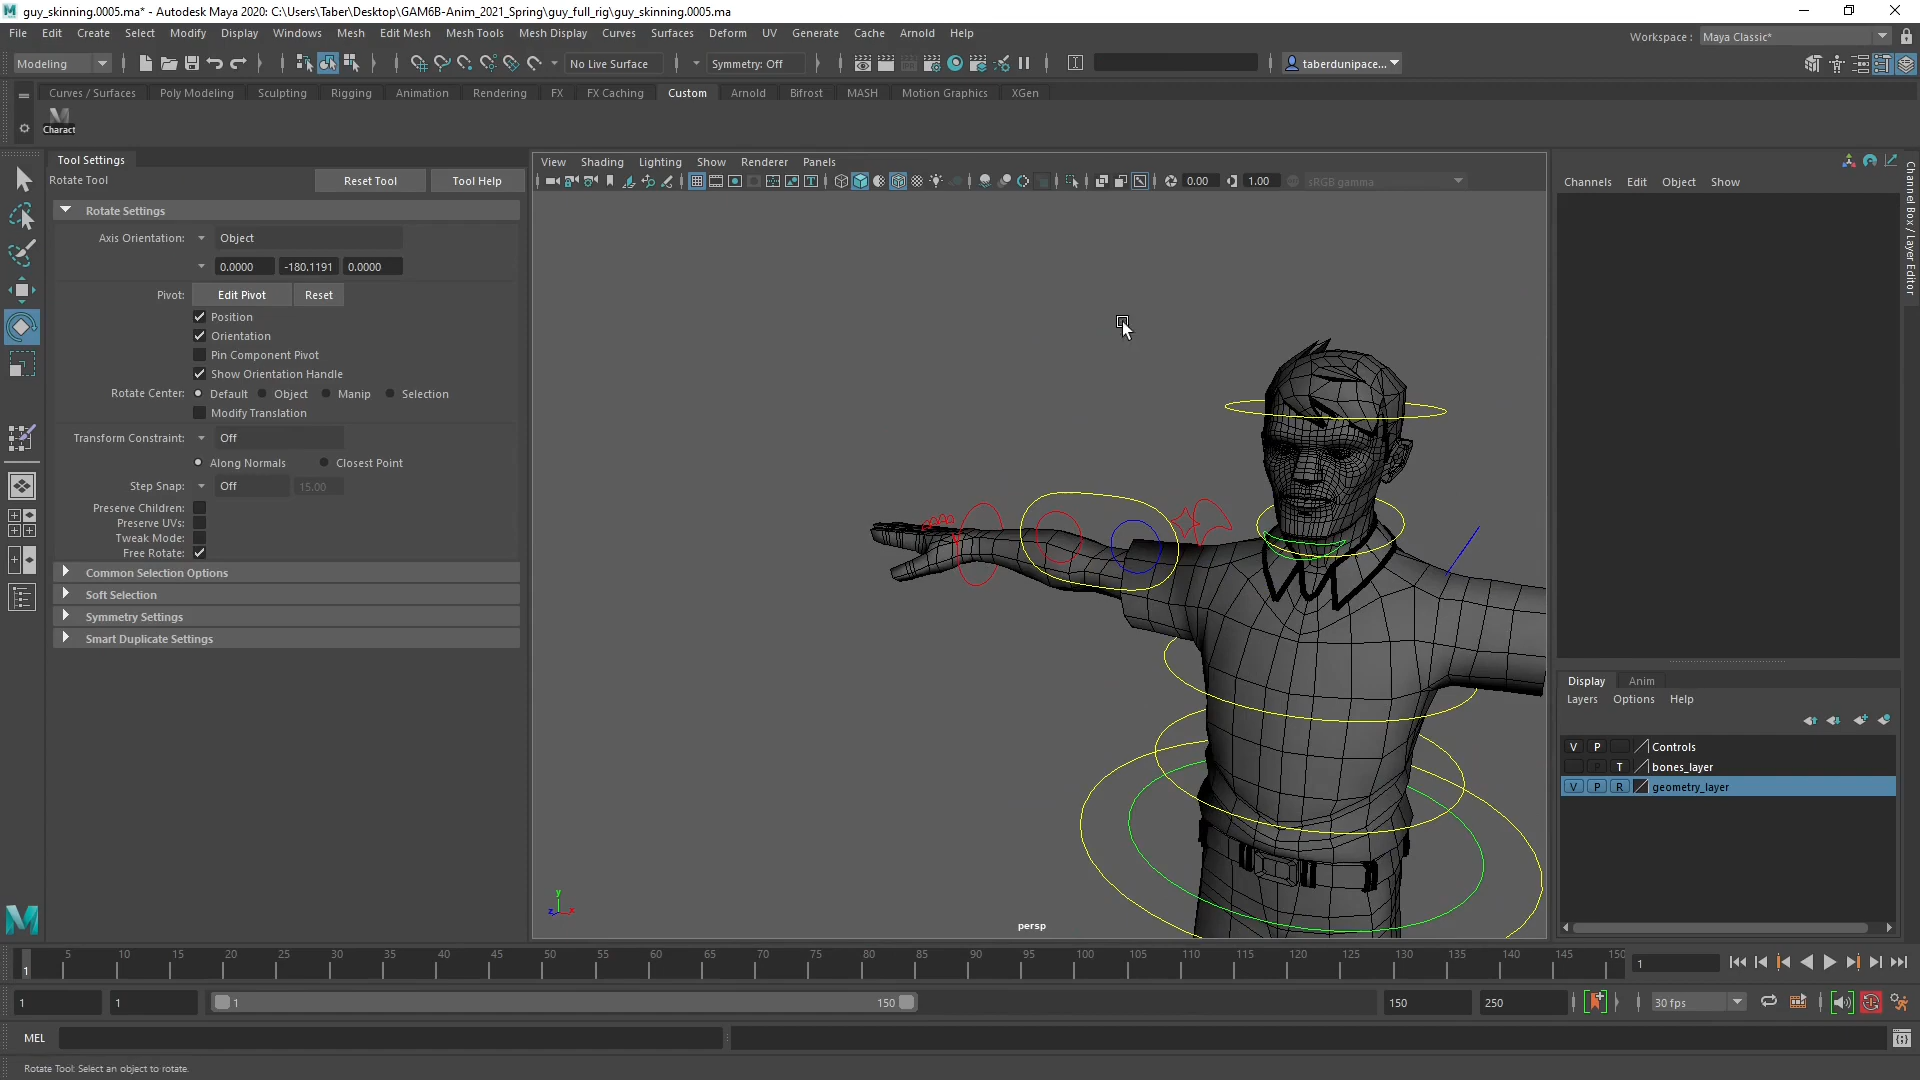 guy_skinning.0005.ma* - Autodesk Maya 2020: C:\Users\Taber\Desktop\GAM6B-Anim_2021_Spring\guy_full_rig\guy_skinning.0005.ma
File Edit Create Select Modify Display Windows Mesh Edit Mesh Mesh Tools Mesh Display Curves Surfaces Deform UV Generate Cache Arnold Help
Workspace : Maya Classic*
Modeling No Live Surface Symmetry: Off taberdunipace...
Curves / Surfaces Poly Modeling Sculpting Rigging Animation Rendering FX FX Caching Custom Arnold Bifrost MASH Motion Graphics XGen
Charact
Tool Settings
Rotate Tool Reset Tool Tool Help
Rotate Settings
Axis Orientation: Object
0.0000 -180.1191 0.0000
Pivot: Edit Pivot Reset
Position
Orientation
Pin Component Pivot
Show Orientation Handle
Rotate Center: Default Object Manip Selection
Modify Translation
Transform Constraint: Off
Along Normals Closest Point
Step Snap: Off 15.00
Preserve Children:
Preserve UVs:
Tweak Mode:
Free Rotate:
Common Selection Options
Soft Selection
Symmetry Settings
Smart Duplicate Settings
View Shading Lighting Show Renderer Panels
0.00 1.00 sRGB gamma
y
z x
persp
Channels Edit Object Show
Channel Box / Layer Editor
Display Anim
Layers Options Help
V P Controls
P T bones_layer
V P R geometry_layer
5 10 15 20 25 30 35 40 45 50 55 60 65 70 75 80 85 90 95 100 105 110 115 120 125 130 135 140 145 150
1 1
1 1 1 150 150 250 30 fps
MEL
Rotate Tool: Select an object to rotate.